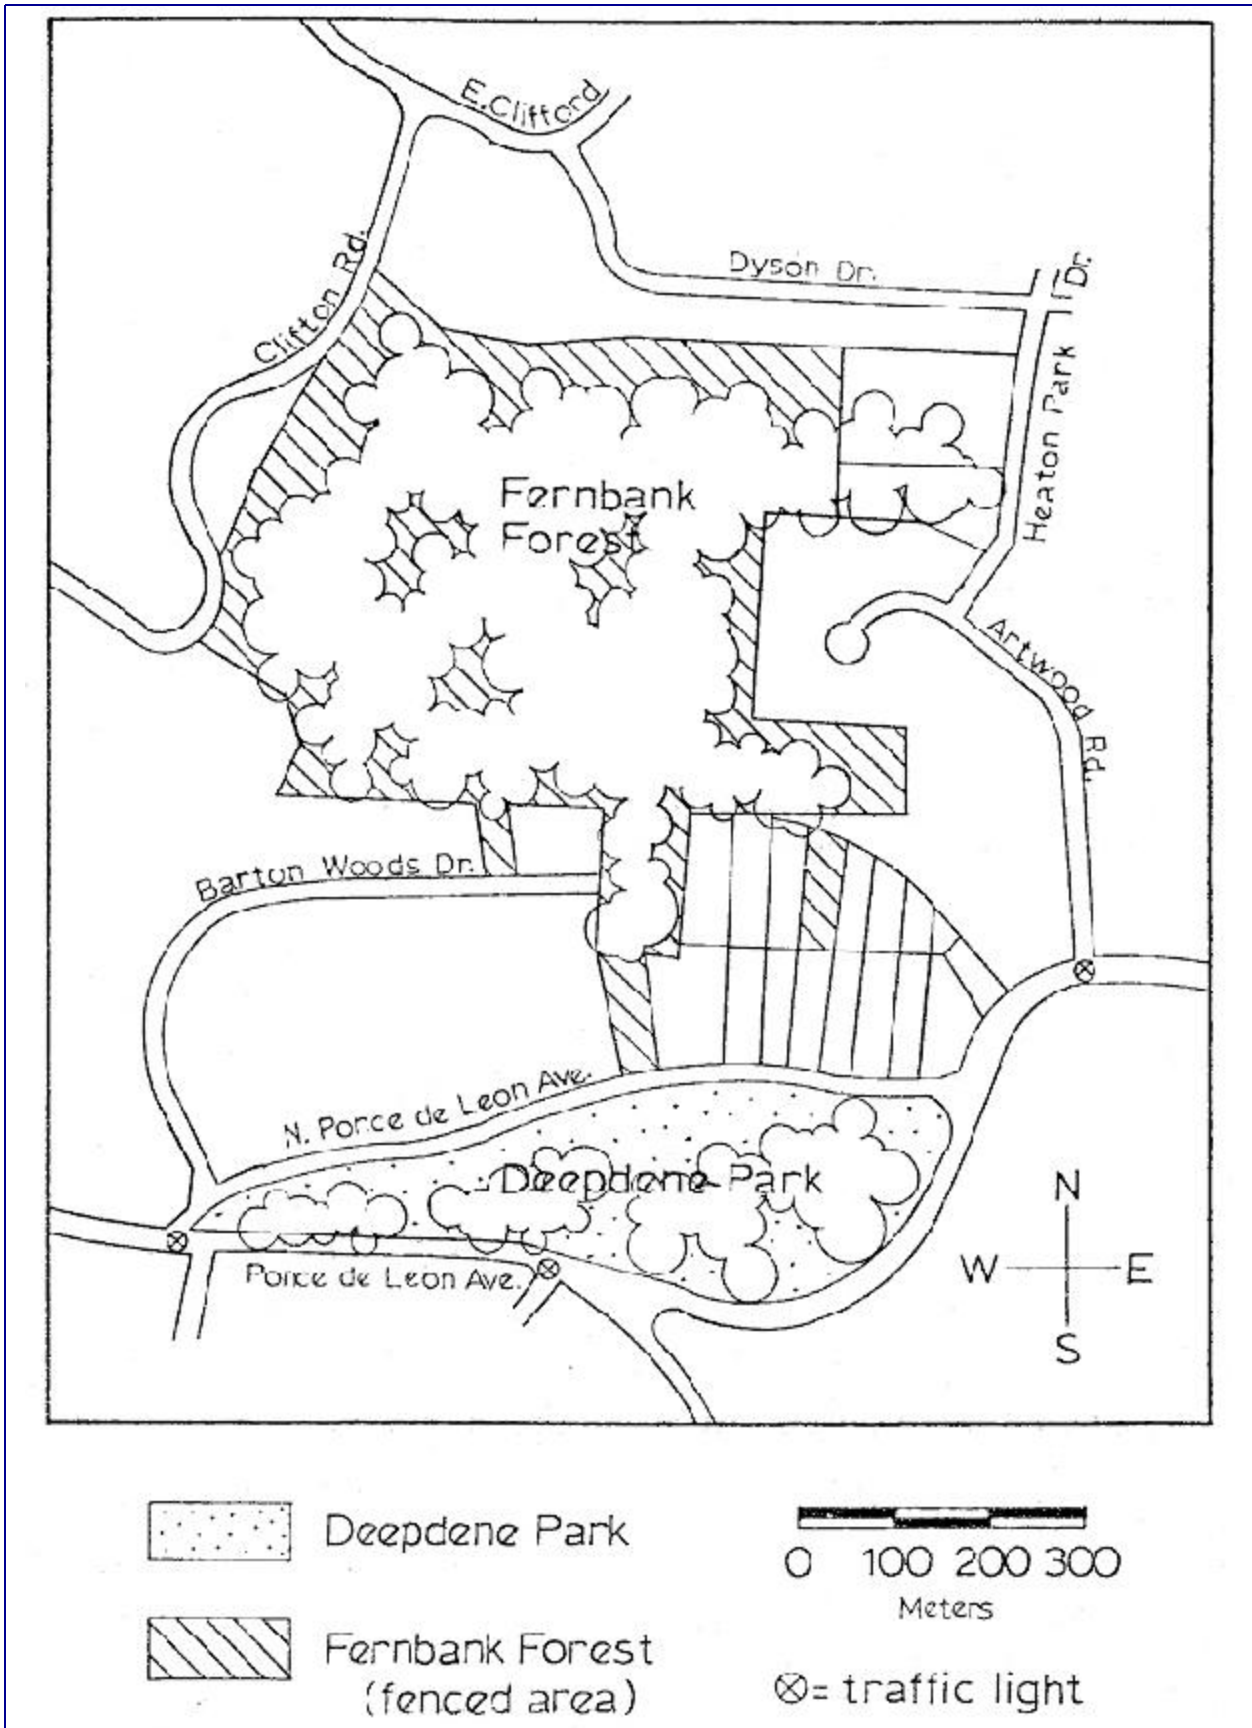 E. Clifford
Clifton Rd.
Dyson Dr.
Heaton Park Dr.
Fernbank
Forest
Artwood Rd.
Barton Woods Dr.
N. Ponce de Leon Ave.
Deepdene Park
Ponce de Leon Ave.
N
W E
S
Deepdene Park
0 100 200 300
Meters
Fernbank Forest
(fenced area)
⊗= traffic light